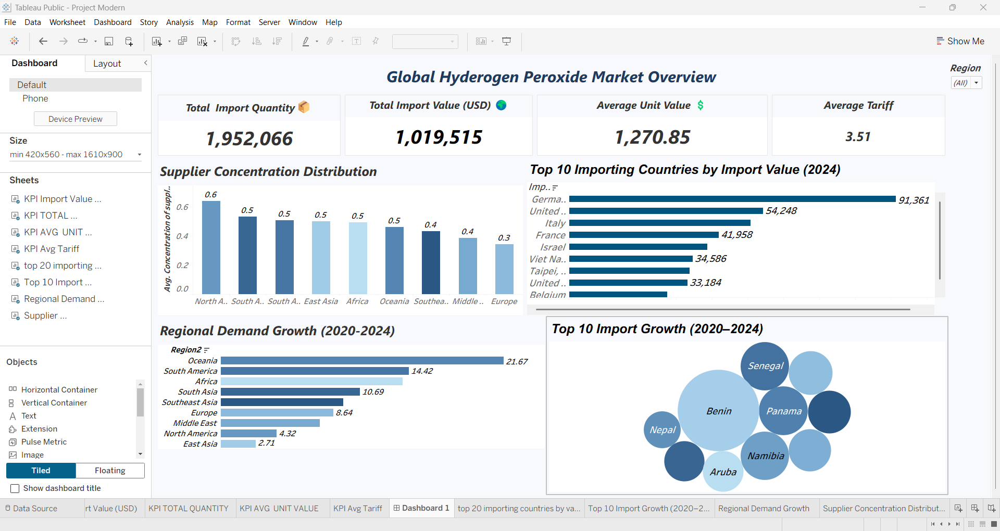 Tableau Public - Project Modern
File Data Worksheet Dashboard Story Analysis Map Format Server Window Help
Show Me
Dashboard Layout
Default
Phone
Device Preview
Size
min 420x560 - max 1610x900
Sheets
KPI Import Value ...
KPI TOTAL ...
KPI AVG UNIT ...
KPI Avg Tariff
top 20 importing ...
Top 10 Import ...
Regional Demand ...
Supplier ...
Objects
Horizontal Container
Vertical Container
Text
Extension
Pulse Metric
Image
Tiled Floating
Show dashboard title
Global Hyderogen Peroxide Market Overview
Region
(All)
Total Import Quantity
1,952,066
Total Import Value (USD)
1,019,515
Average Unit Value $
1,270.85
Average Tariff
3.51
Supplier Concentration Distribution
Avg. Concentration of suppl..
0.6
0.4
0.2
0.0
0.6 0.5 0.5 0.5 0.5 0.5 0.4 0.4 0.3
North A.. South A.. South A.. East Asia Africa Oceania Southea.. Middle .. Europe
Top 10 Importing Countries by Import Value (2024)
Imp..
Germa.. 91,361
United .. 54,248
Italy
France 41,958
Israel
Viet Na.. 34,586
Taipei, ..
United .. 33,184
Belgium
Regional Demand Growth (2020-2024)
Region2
Oceania 21.67
South America 14.42
Africa
South Asia 10.69
Southeast Asia
Europe 8.64
Middle East
North America 4.32
East Asia 2.71
Top 10 Import Growth (2020–2024)
Senegal
Benin
Panama
Nepal
Namibia
Aruba
Data Source rt Value (USD) KPI TOTAL QUANTITY KPI AVG UNIT VALUE KPI Avg Tariff Dashboard 1 top 20 importing countries by va... Top 10 Import Growth (2020–2... Regional Demand Growth Supplier Concentration Distribut...